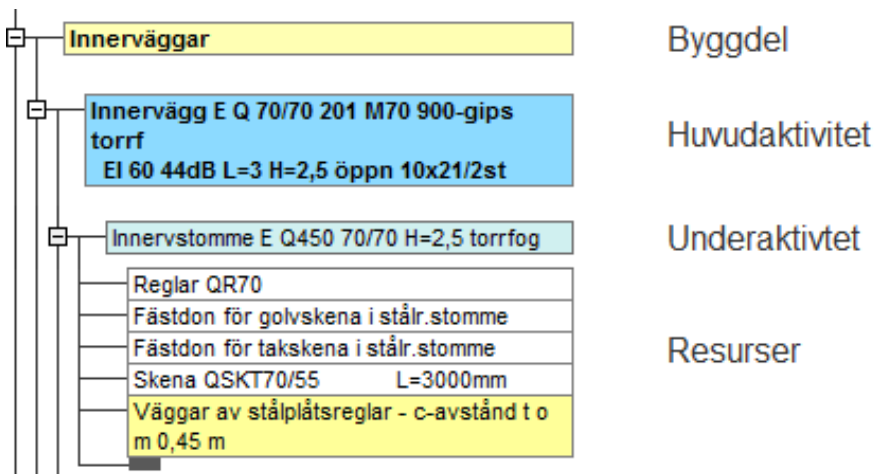 Innerväggar
Byggdel
Innervägg E Q 70/70 201 M70 900-gips
torrf
EI 60 44dB L=3 H=2,5 öppn 10x21/2st
Huvudaktivitet
Innervstomme E Q450 70/70 H=2,5 torrfog
Underaktivtet
Reglar QR70
Fästdon för golvskena i stålr.stomme
Fästdon för takskena i stålr.stomme
Resurser
Skena QSKT70/55 L=3000mm
Väggar av stålplåtsreglar - c-avstånd t o
m 0,45 m